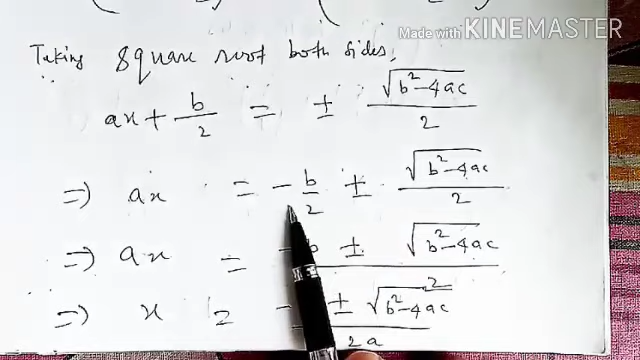 Made with KINEMASTER
Taking square root both sides,
ax + b/2 = ± √(b²-4ac)/2
=) ax = -b/2 ± √(b²-4ac)/2
=) ax = ± √(b²-4ac)/2
=) x = ± √(b²-4ac)/2a